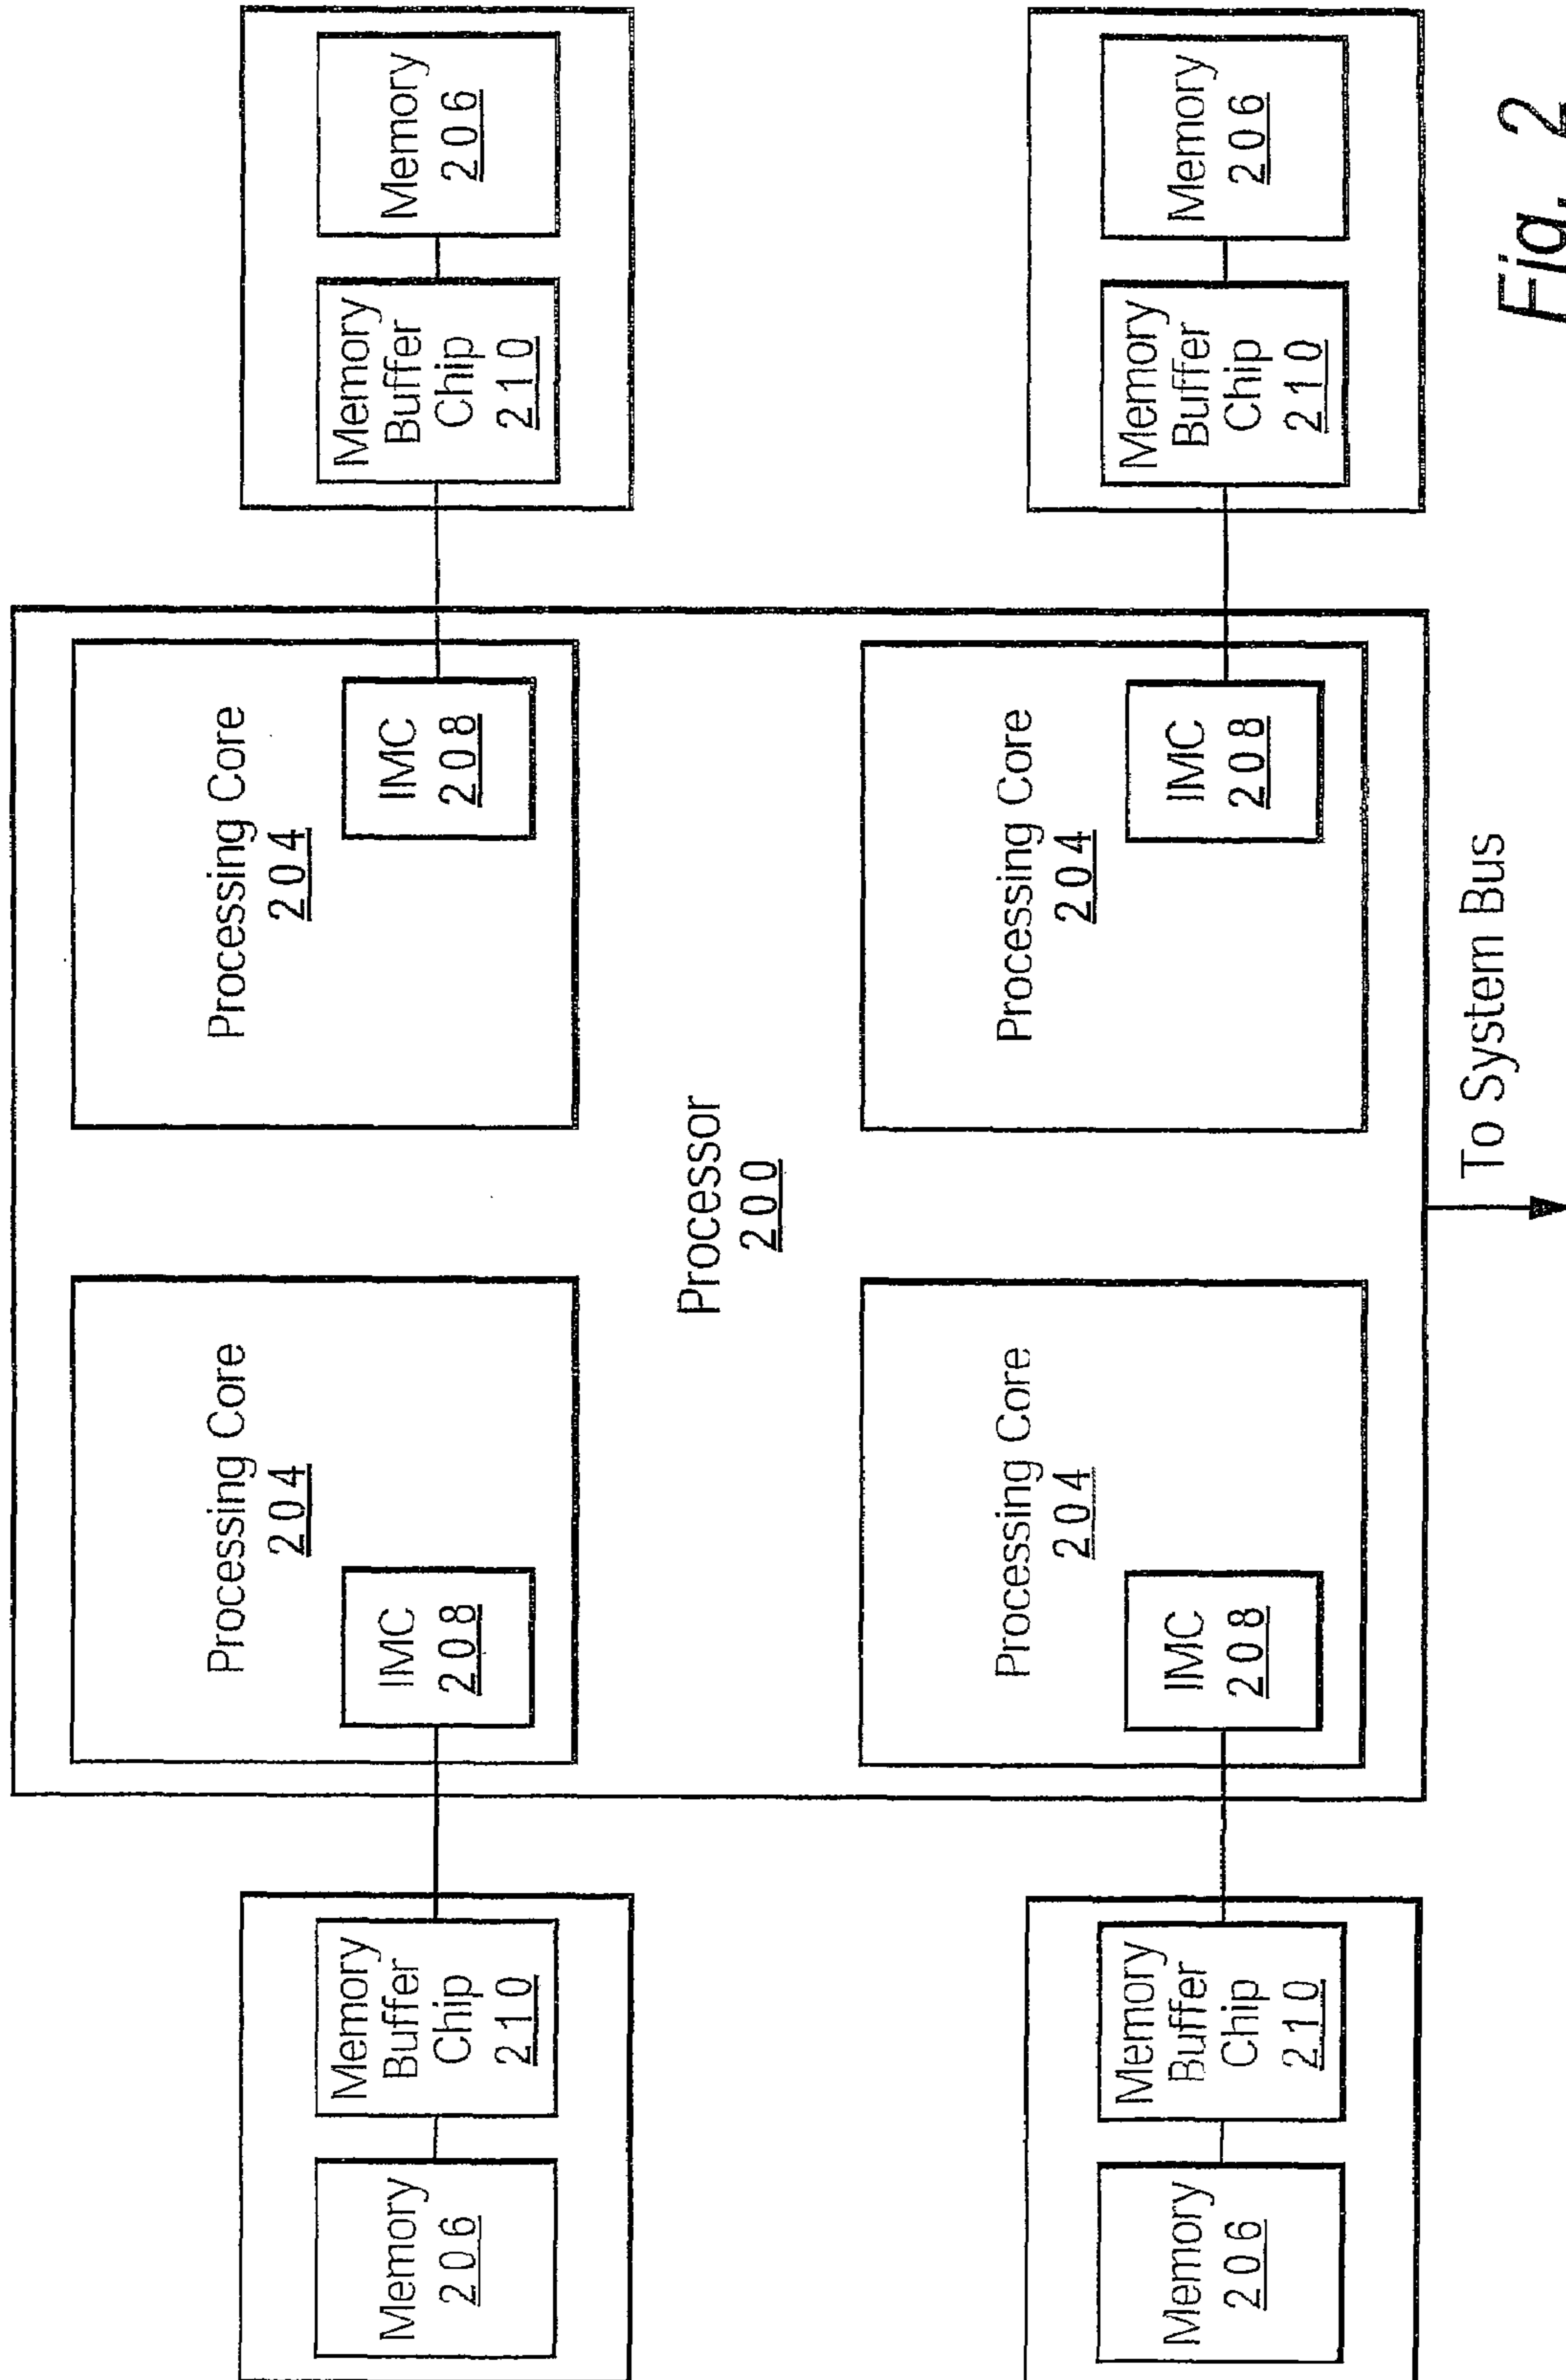 Memory
206
Memory
Buffer
Chip
210
Processing Core
204
IMC
208
Processing Core
204
IMC
208
Memory
Buffer
Chip
210
Memory
206
Processor
200
Memory
206
Memory
Buffer
Chip
210
Processing Core
204
IMC
208
Processing Core
204
IMC
208
Memory
Buffer
Chip
210
Memory
206
To System Bus
Fig. 2